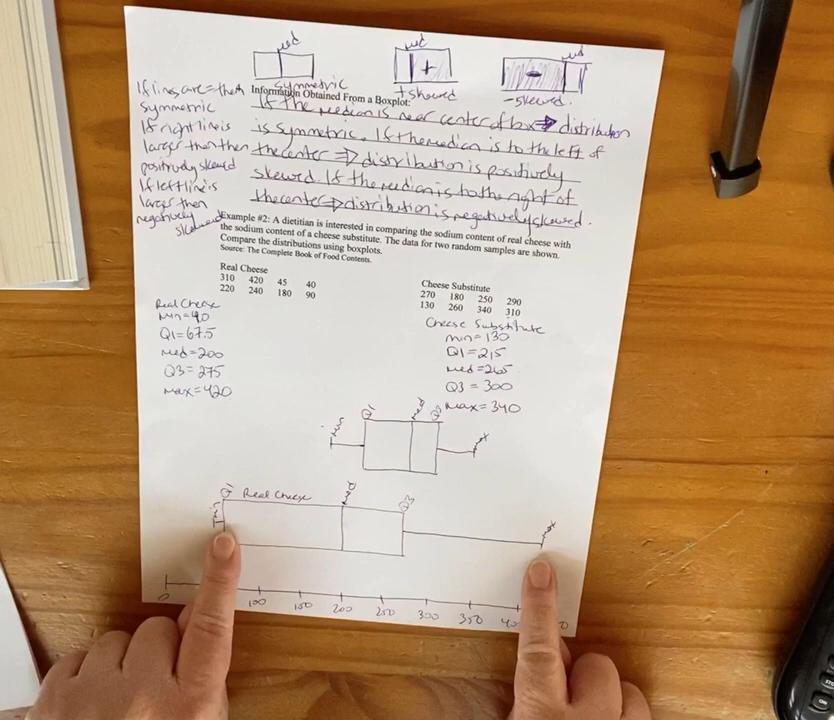 med
med
med
+
-
symmetric
+ skewed
- skewed.
If lines are = then
symmetric
If right line is
larger then then
positively skewed
If left line is
larger then
negatively
skewed
Information Obtained From a Boxplot:
If the median is near center of box ⇒ distribution
is symmetric. If the median is to the left of
the center ⇒ distribution is positively
skewed. If the median is to the right of
the center ⇒ distribution is negatively skewed.
Example #2: A dietitian is interested in comparing the sodium content of real cheese with
the sodium content of a cheese substitute. The data for two random samples are shown.
Compare the distributions using boxplots.
Source: The Complete Book of Food Contents.
Real Cheese
310 420 45 40
220 240 180 90
Cheese Substitute
270 180 250 290
130 260 340 310
Real Cheese
Min = 40
Q1 = 67.5
Med = 200
Q3 = 275
Max = 420
Cheese Substitute
min = 130
Q1 = 215
Med = 265
Q3 = 300
Max = 340
min
Q1
med
Q3
max
min
Q1
Real Cheese
med
Q3
max
0
100
150
200
250
300
350